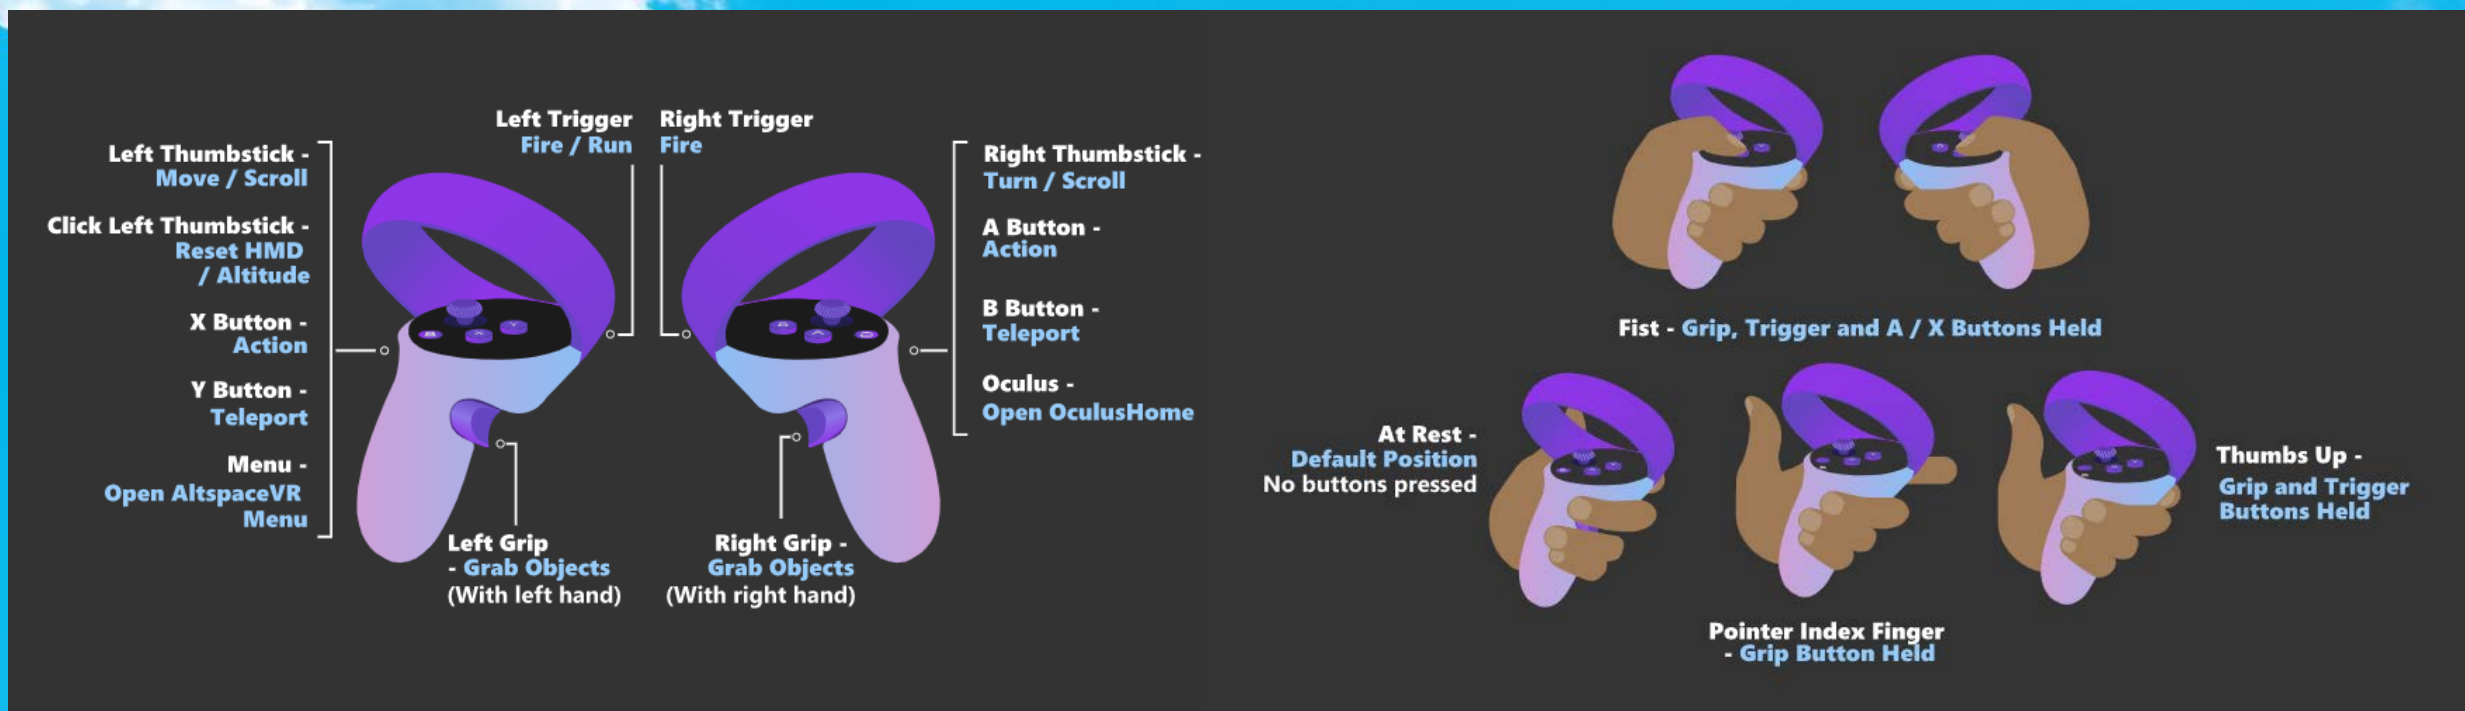 Left Trigger
Fire / Run
Right Trigger
Fire
Left Thumbstick -
Move / Scroll
Click Left Thumbstick -
Reset HMD
/ Altitude
X Button -
Action
Y Button -
Teleport
Menu -
Open AltspaceVR
Menu
Right Thumbstick -
Turn / Scroll
A Button -
Action
B Button -
Teleport
Oculus -
Open OculusHome
X
Y
Left Grip
- Grab Objects
(With left hand)
Right Grip -
Grab Objects
(With right hand)
Fist - Grip, Trigger and A / X Buttons Held
At Rest -
Default Position
No buttons pressed
Pointer Index Finger
- Grip Button Held
Thumbs Up -
Grip and Trigger
Buttons Held